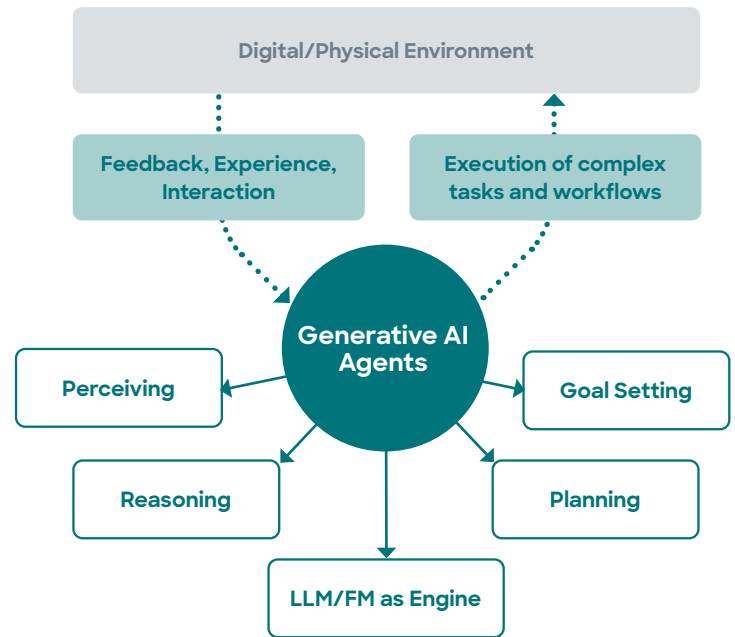 Digital/Physical Environment
Feedback, Experience,
Interaction
Execution of complex
tasks and workflows
Generative AI
Agents
Perceiving
Goal Setting
Reasoning
Planning
LLM/FM as Engine